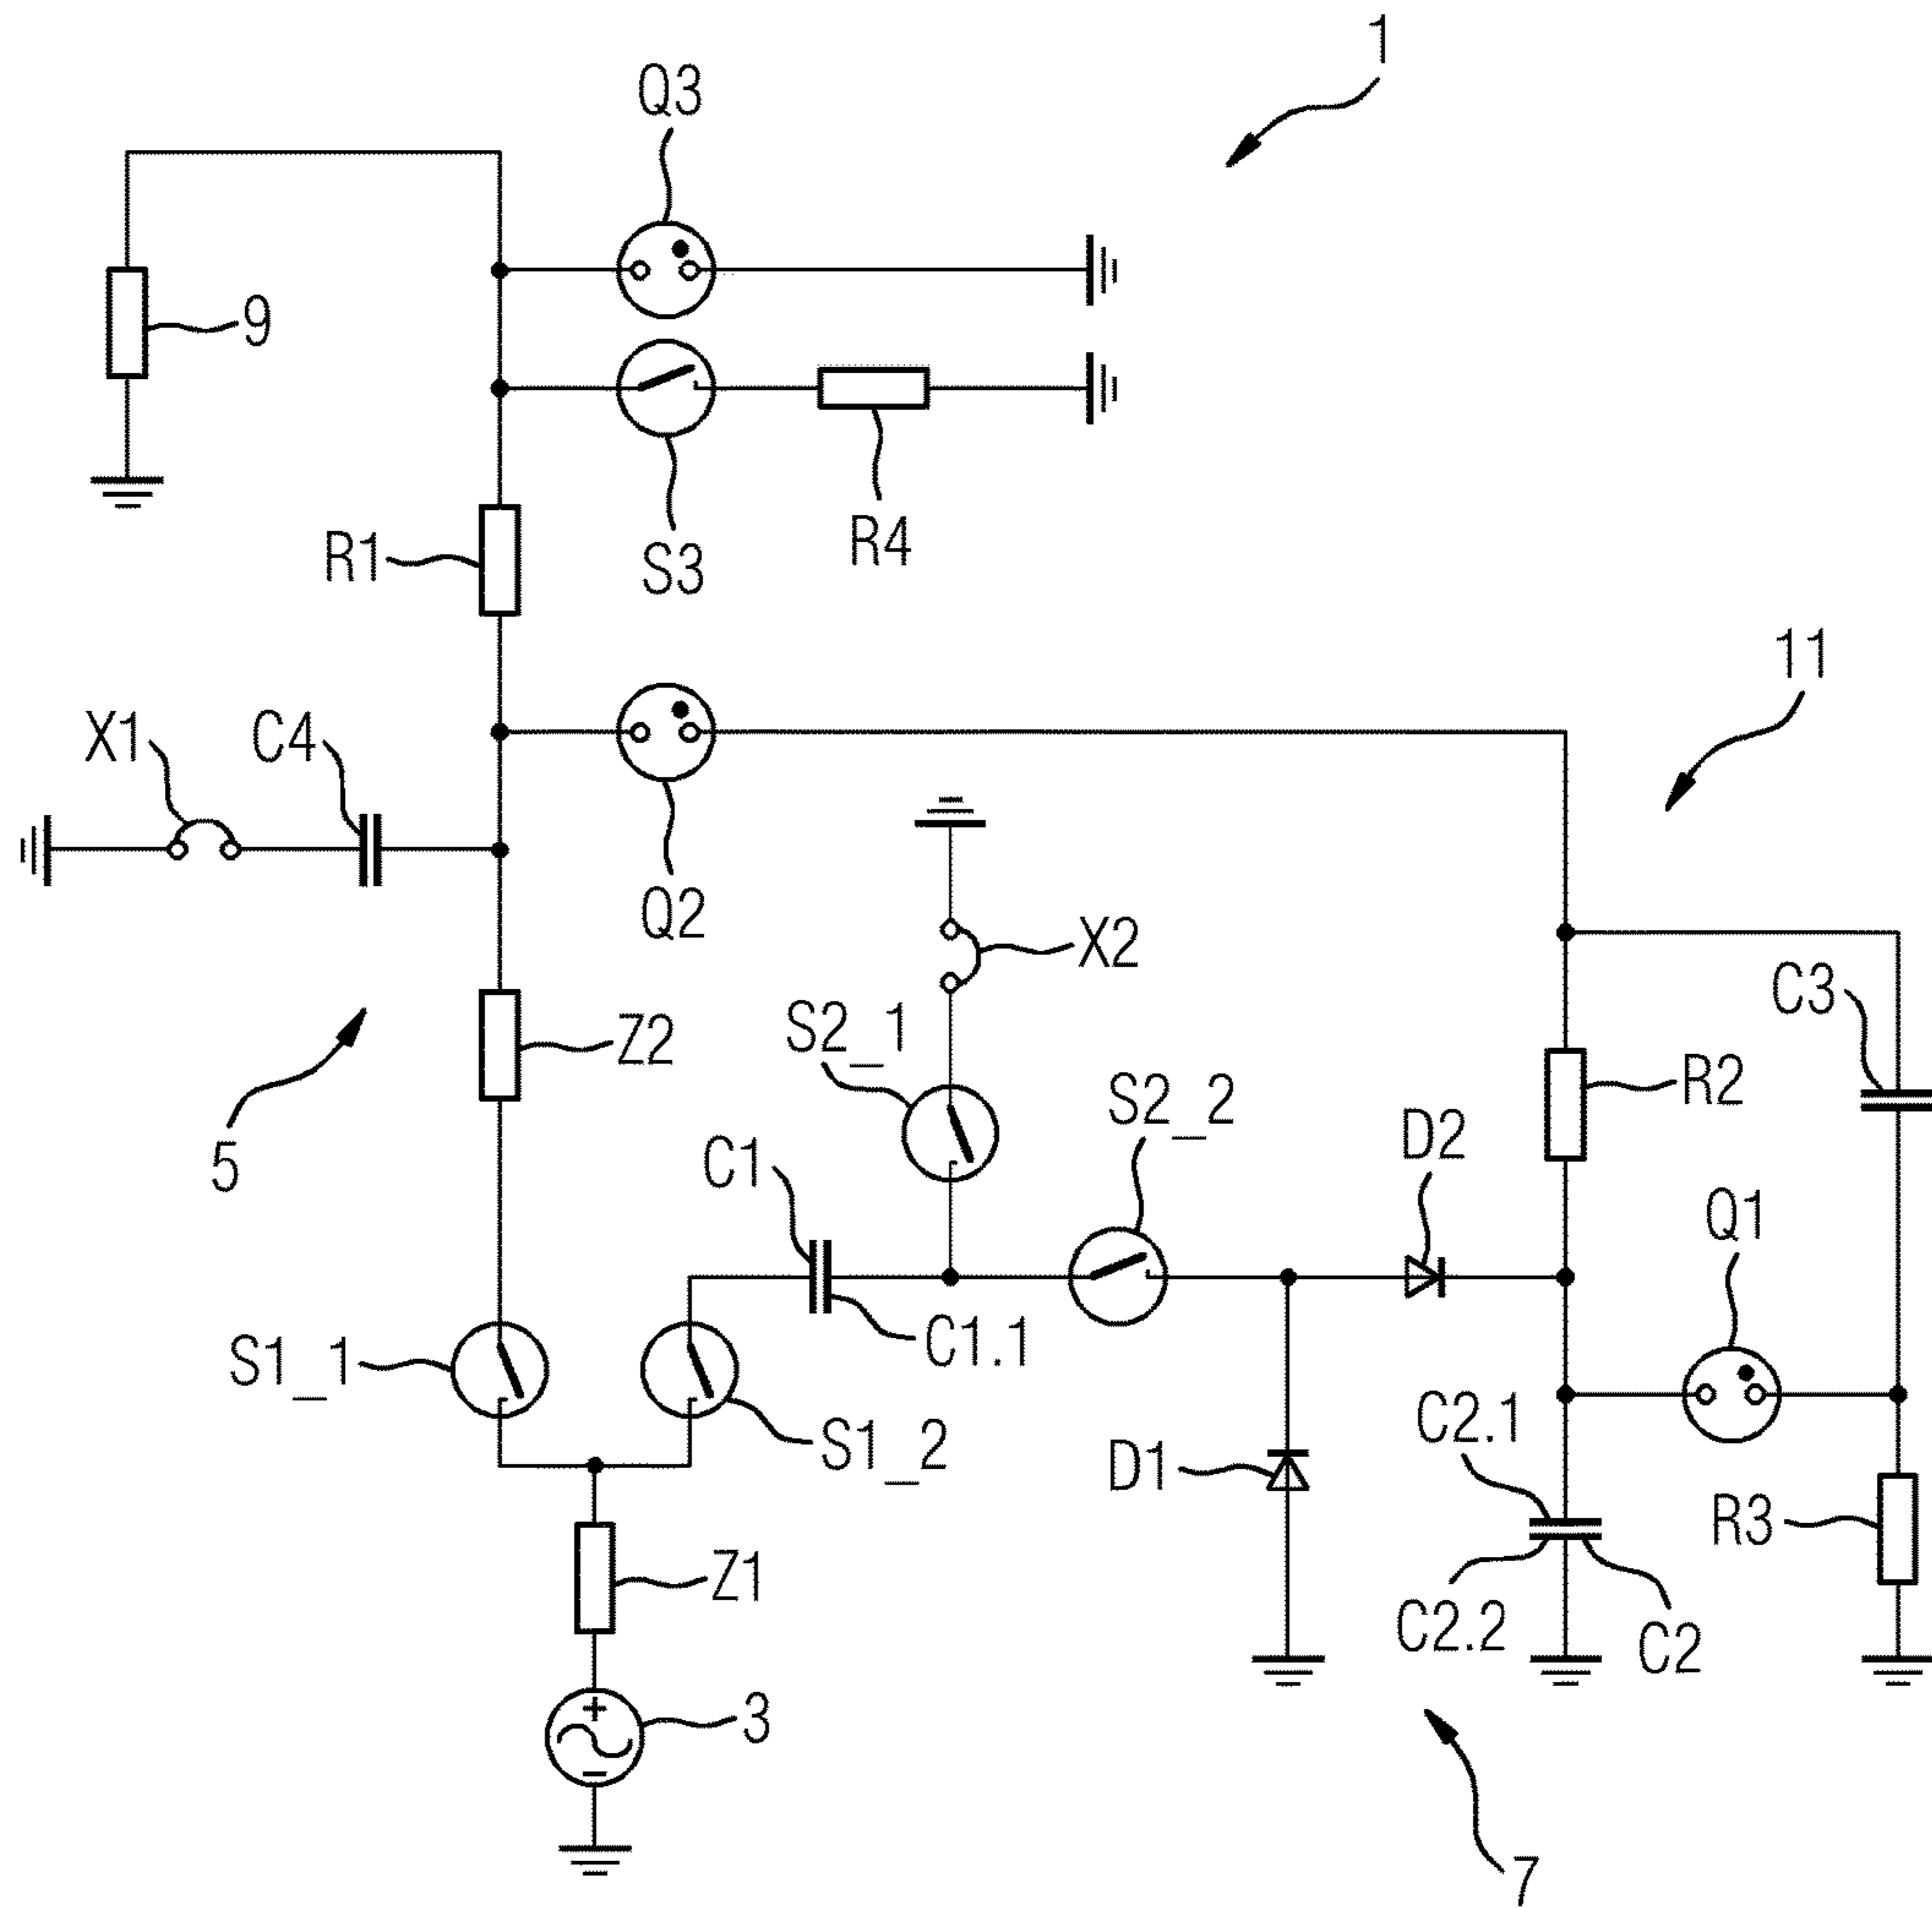 1
Q3
9
R1
S3
R4
11
X1
C4
Q2
X2
C3
S2_1
Z2
S2_2
R2
5
C1
D2
Q1
S1_1
C1.1
C2.1
S1_2
D1
R3
Z1
C2.2
C2
3
+
−
7